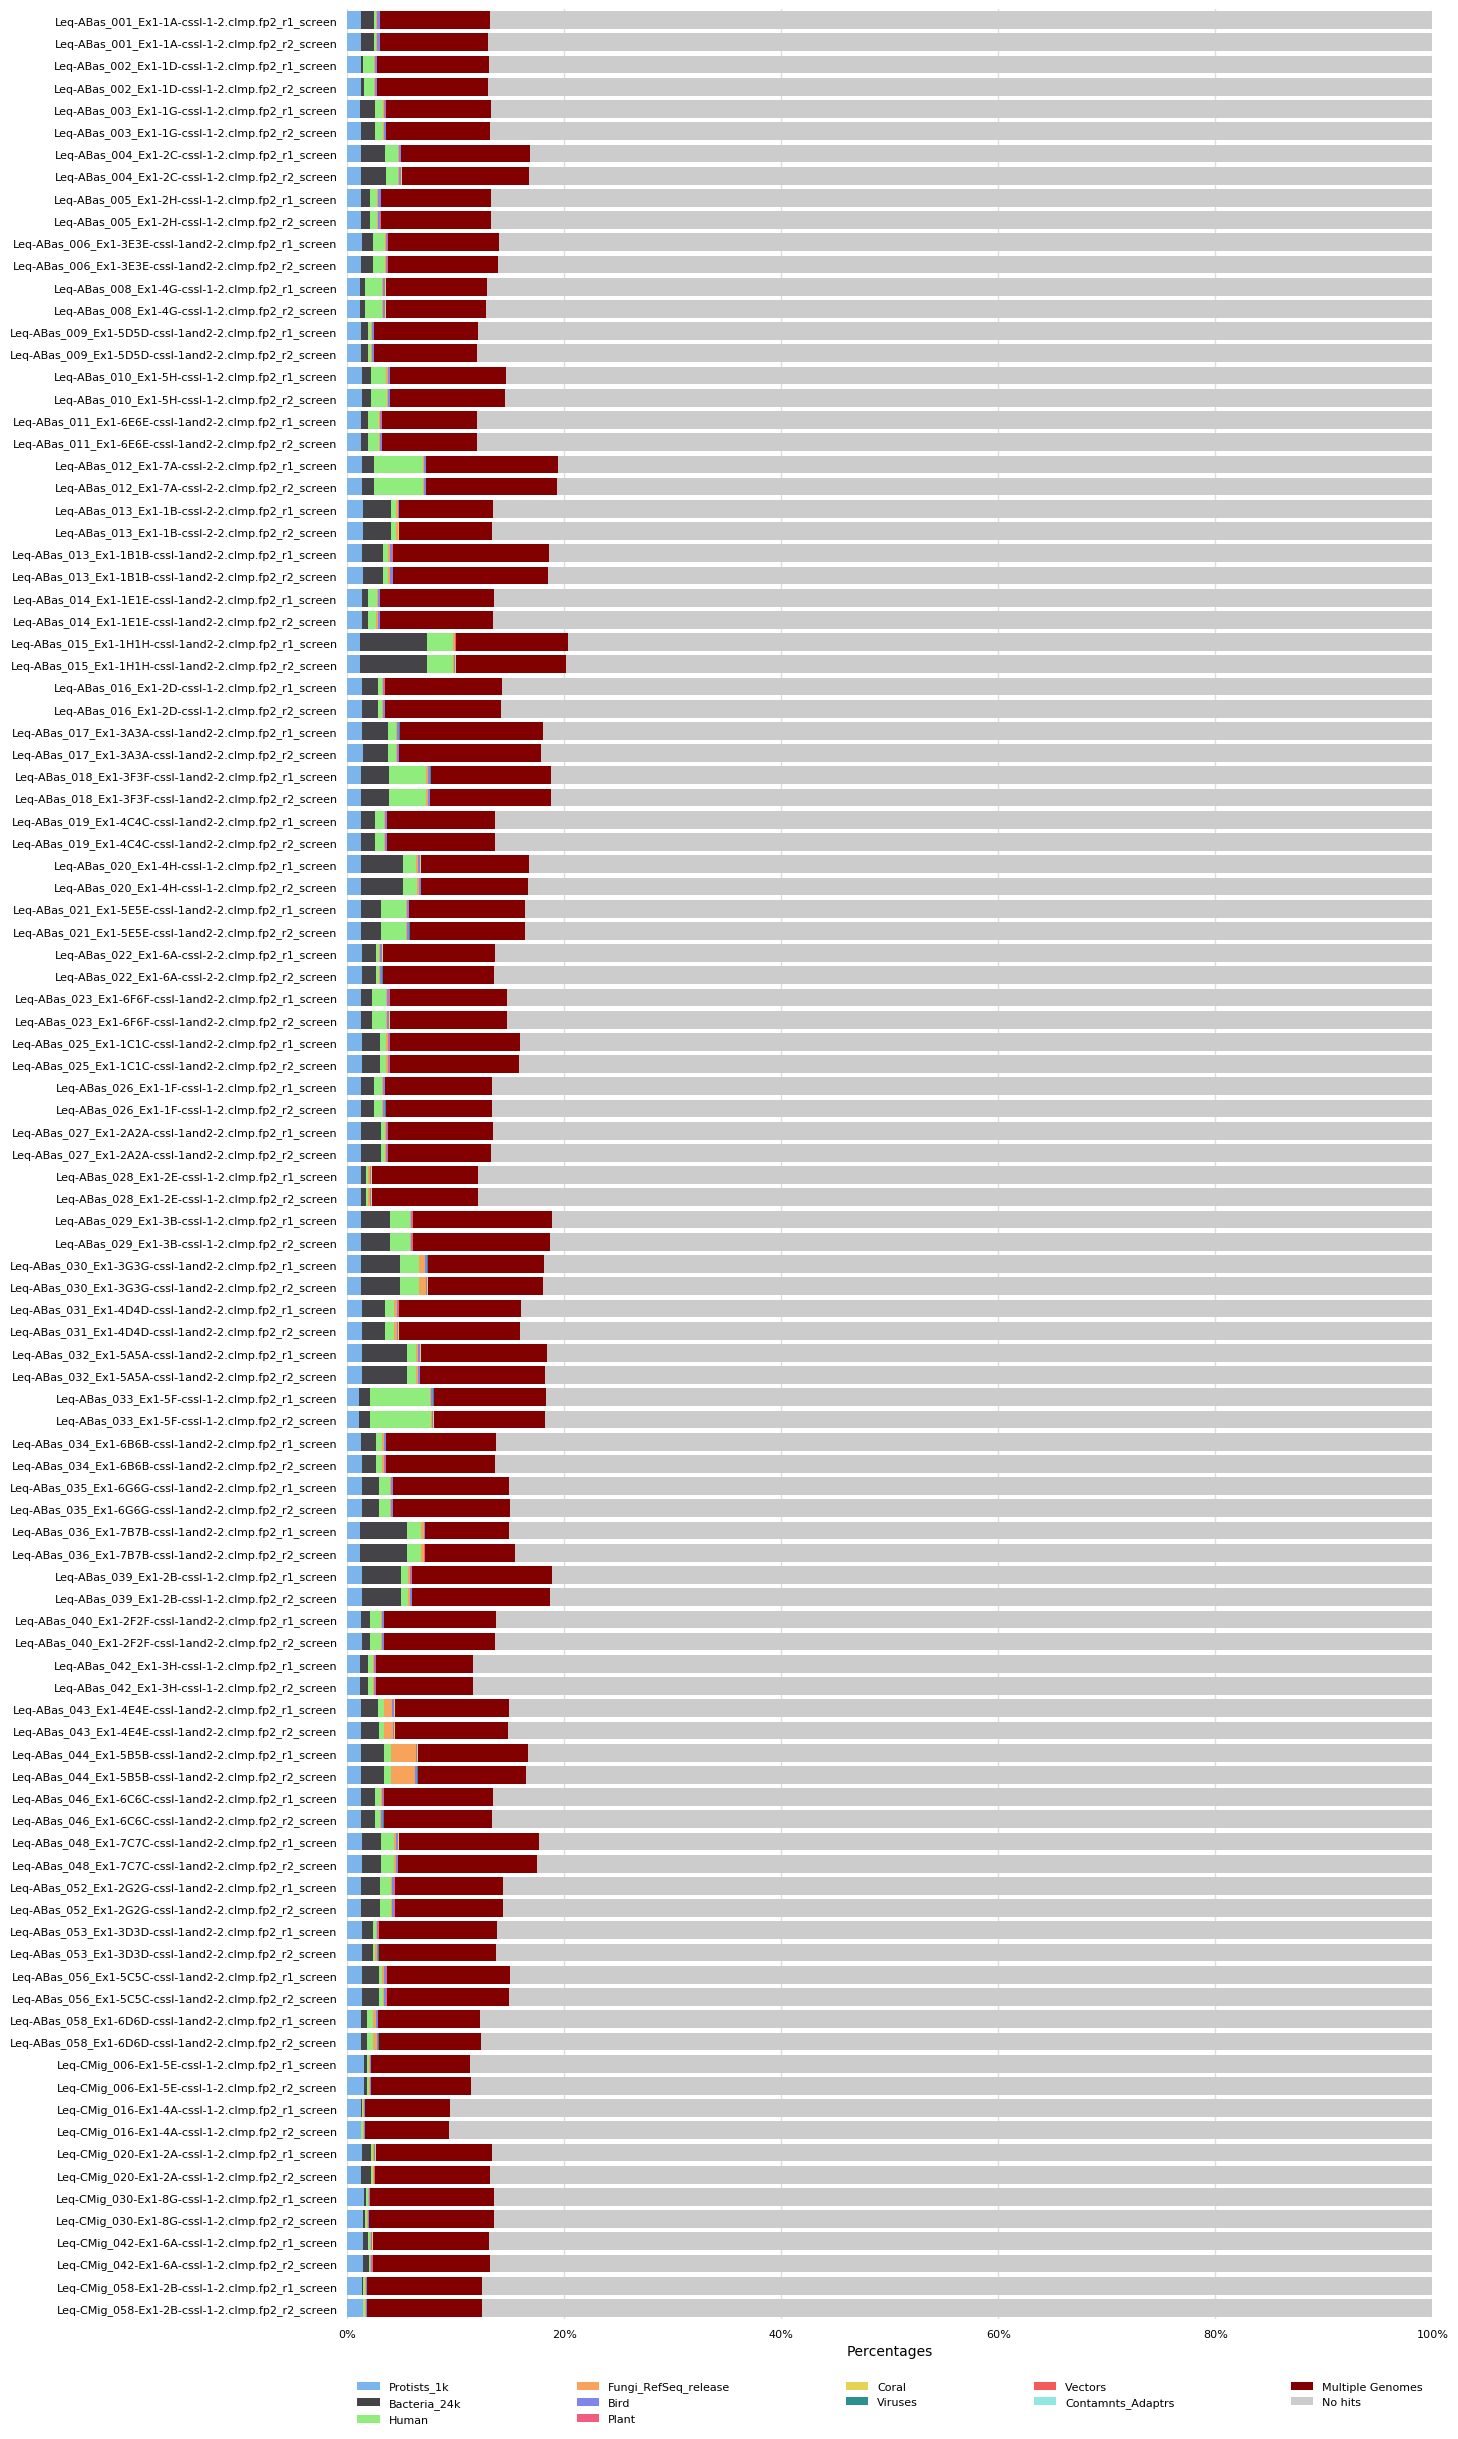 Leq-ABas_001_Ex1-1A-cssl-1-2.clmp.fp2_r1_screen
Leq-ABas_001_Ex1-1A-cssl-1-2.clmp.fp2_r2_screen
Leq-ABas_002_Ex1-1D-cssl-1-2.clmp.fp2_r1_screen
Leq-ABas_002_Ex1-1D-cssl-1-2.clmp.fp2_r2_screen
Leq-ABas_003_Ex1-1G-cssl-1-2.clmp.fp2_r1_screen
Leq-ABas_003_Ex1-1G-cssl-1-2.clmp.fp2_r2_screen
Leq-ABas_004_Ex1-2C-cssl-1-2.clmp.fp2_r1_screen
Leq-ABas_004_Ex1-2C-cssl-1-2.clmp.fp2_r2_screen
Leq-ABas_005_Ex1-2H-cssl-1-2.clmp.fp2_r1_screen
Leq-ABas_005_Ex1-2H-cssl-1-2.clmp.fp2_r2_screen
Leq-ABas_006_Ex1-3E3E-cssl-1and2-2.clmp.fp2_r1_screen
Leq-ABas_006_Ex1-3E3E-cssl-1and2-2.clmp.fp2_r2_screen
Leq-ABas_008_Ex1-4G-cssl-1-2.clmp.fp2_r1_screen
Leq-ABas_008_Ex1-4G-cssl-1-2.clmp.fp2_r2_screen
Leq-ABas_009_Ex1-5D5D-cssl-1and2-2.clmp.fp2_r1_screen
Leq-ABas_009_Ex1-5D5D-cssl-1and2-2.clmp.fp2_r2_screen
Leq-ABas_010_Ex1-5H-cssl-1-2.clmp.fp2_r1_screen
Leq-ABas_010_Ex1-5H-cssl-1-2.clmp.fp2_r2_screen
Leq-ABas_011_Ex1-6E6E-cssl-1and2-2.clmp.fp2_r1_screen
Leq-ABas_011_Ex1-6E6E-cssl-1and2-2.clmp.fp2_r2_screen
Leq-ABas_012_Ex1-7A-cssl-2-2.clmp.fp2_r1_screen
Leq-ABas_012_Ex1-7A-cssl-2-2.clmp.fp2_r2_screen
Leq-ABas_013_Ex1-1B-cssl-2-2.clmp.fp2_r1_screen
Leq-ABas_013_Ex1-1B-cssl-2-2.clmp.fp2_r2_screen
Leq-ABas_013_Ex1-1B1B-cssl-1and2-2.clmp.fp2_r1_screen
Leq-ABas_013_Ex1-1B1B-cssl-1and2-2.clmp.fp2_r2_screen
Leq-ABas_014_Ex1-1E1E-cssl-1and2-2.clmp.fp2_r1_screen
Leq-ABas_014_Ex1-1E1E-cssl-1and2-2.clmp.fp2_r2_screen
Leq-ABas_015_Ex1-1H1H-cssl-1and2-2.clmp.fp2_r1_screen
Leq-ABas_015_Ex1-1H1H-cssl-1and2-2.clmp.fp2_r2_screen
Leq-ABas_016_Ex1-2D-cssl-1-2.clmp.fp2_r1_screen
Leq-ABas_016_Ex1-2D-cssl-1-2.clmp.fp2_r2_screen
Leq-ABas_017_Ex1-3A3A-cssl-1and2-2.clmp.fp2_r1_screen
Leq-ABas_017_Ex1-3A3A-cssl-1and2-2.clmp.fp2_r2_screen
Leq-ABas_018_Ex1-3F3F-cssl-1and2-2.clmp.fp2_r1_screen
Leq-ABas_018_Ex1-3F3F-cssl-1and2-2.clmp.fp2_r2_screen
Leq-ABas_019_Ex1-4C4C-cssl-1and2-2.clmp.fp2_r1_screen
Leq-ABas_019_Ex1-4C4C-cssl-1and2-2.clmp.fp2_r2_screen
Leq-ABas_020_Ex1-4H-cssl-1-2.clmp.fp2_r1_screen
Leq-ABas_020_Ex1-4H-cssl-1-2.clmp.fp2_r2_screen
Leq-ABas_021_Ex1-5E5E-cssl-1and2-2.clmp.fp2_r1_screen
Leq-ABas_021_Ex1-5E5E-cssl-1and2-2.clmp.fp2_r2_screen
Leq-ABas_022_Ex1-6A-cssl-2-2.clmp.fp2_r1_screen
Leq-ABas_022_Ex1-6A-cssl-2-2.clmp.fp2_r2_screen
Leq-ABas_023_Ex1-6F6F-cssl-1and2-2.clmp.fp2_r1_screen
Leq-ABas_023_Ex1-6F6F-cssl-1and2-2.clmp.fp2_r2_screen
Leq-ABas_025_Ex1-1C1C-cssl-1and2-2.clmp.fp2_r1_screen
Leq-ABas_025_Ex1-1C1C-cssl-1and2-2.clmp.fp2_r2_screen
Leq-ABas_026_Ex1-1F-cssl-1-2.clmp.fp2_r1_screen
Leq-ABas_026_Ex1-1F-cssl-1-2.clmp.fp2_r2_screen
Leq-ABas_027_Ex1-2A2A-cssl-1and2-2.clmp.fp2_r1_screen
Leq-ABas_027_Ex1-2A2A-cssl-1and2-2.clmp.fp2_r2_screen
Leq-ABas_028_Ex1-2E-cssl-1-2.clmp.fp2_r1_screen
Leq-ABas_028_Ex1-2E-cssl-1-2.clmp.fp2_r2_screen
Leq-ABas_029_Ex1-3B-cssl-1-2.clmp.fp2_r1_screen
Leq-ABas_029_Ex1-3B-cssl-1-2.clmp.fp2_r2_screen
Leq-ABas_030_Ex1-3G3G-cssl-1and2-2.clmp.fp2_r1_screen
Leq-ABas_030_Ex1-3G3G-cssl-1and2-2.clmp.fp2_r2_screen
Leq-ABas_031_Ex1-4D4D-cssl-1and2-2.clmp.fp2_r1_screen
Leq-ABas_031_Ex1-4D4D-cssl-1and2-2.clmp.fp2_r2_screen
Leq-ABas_032_Ex1-5A5A-cssl-1and2-2.clmp.fp2_r1_screen
Leq-ABas_032_Ex1-5A5A-cssl-1and2-2.clmp.fp2_r2_screen
Leq-ABas_033_Ex1-5F-cssl-1-2.clmp.fp2_r1_screen
Leq-ABas_033_Ex1-5F-cssl-1-2.clmp.fp2_r2_screen
Leq-ABas_034_Ex1-6B6B-cssl-1and2-2.clmp.fp2_r1_screen
Leq-ABas_034_Ex1-6B6B-cssl-1and2-2.clmp.fp2_r2_screen
Leq-ABas_035_Ex1-6G6G-cssl-1and2-2.clmp.fp2_r1_screen
Leq-ABas_035_Ex1-6G6G-cssl-1and2-2.clmp.fp2_r2_screen
Leq-ABas_036_Ex1-7B7B-cssl-1and2-2.clmp.fp2_r1_screen
Leq-ABas_036_Ex1-7B7B-cssl-1and2-2.clmp.fp2_r2_screen
Leq-ABas_039_Ex1-2B-cssl-1-2.clmp.fp2_r1_screen
Leq-ABas_039_Ex1-2B-cssl-1-2.clmp.fp2_r2_screen
Leq-ABas_040_Ex1-2F2F-cssl-1and2-2.clmp.fp2_r1_screen
Leq-ABas_040_Ex1-2F2F-cssl-1and2-2.clmp.fp2_r2_screen
Leq-ABas_042_Ex1-3H-cssl-1-2.clmp.fp2_r1_screen
Leq-ABas_042_Ex1-3H-cssl-1-2.clmp.fp2_r2_screen
Leq-ABas_043_Ex1-4E4E-cssl-1and2-2.clmp.fp2_r1_screen
Leq-ABas_043_Ex1-4E4E-cssl-1and2-2.clmp.fp2_r2_screen
Leq-ABas_044_Ex1-5B5B-cssl-1and2-2.clmp.fp2_r1_screen
Leq-ABas_044_Ex1-5B5B-cssl-1and2-2.clmp.fp2_r2_screen
Leq-ABas_046_Ex1-6C6C-cssl-1and2-2.clmp.fp2_r1_screen
Leq-ABas_046_Ex1-6C6C-cssl-1and2-2.clmp.fp2_r2_screen
Leq-ABas_048_Ex1-7C7C-cssl-1and2-2.clmp.fp2_r1_screen
Leq-ABas_048_Ex1-7C7C-cssl-1and2-2.clmp.fp2_r2_screen
Leq-ABas_052_Ex1-2G2G-cssl-1and2-2.clmp.fp2_r1_screen
Leq-ABas_052_Ex1-2G2G-cssl-1and2-2.clmp.fp2_r2_screen
Leq-ABas_053_Ex1-3D3D-cssl-1and2-2.clmp.fp2_r1_screen
Leq-ABas_053_Ex1-3D3D-cssl-1and2-2.clmp.fp2_r2_screen
Leq-ABas_056_Ex1-5C5C-cssl-1and2-2.clmp.fp2_r1_screen
Leq-ABas_056_Ex1-5C5C-cssl-1and2-2.clmp.fp2_r2_screen
Leq-ABas_058_Ex1-6D6D-cssl-1and2-2.clmp.fp2_r1_screen
Leq-ABas_058_Ex1-6D6D-cssl-1and2-2.clmp.fp2_r2_screen
Leq-CMig_006-Ex1-5E-cssl-1-2.clmp.fp2_r1_screen
Leq-CMig_006-Ex1-5E-cssl-1-2.clmp.fp2_r2_screen
Leq-CMig_016-Ex1-4A-cssl-1-2.clmp.fp2_r1_screen
Leq-CMig_016-Ex1-4A-cssl-1-2.clmp.fp2_r2_screen
Leq-CMig_020-Ex1-2A-cssl-1-2.clmp.fp2_r1_screen
Leq-CMig_020-Ex1-2A-cssl-1-2.clmp.fp2_r2_screen
Leq-CMig_030-Ex1-8G-cssl-1-2.clmp.fp2_r1_screen
Leq-CMig_030-Ex1-8G-cssl-1-2.clmp.fp2_r2_screen
Leq-CMig_042-Ex1-6A-cssl-1-2.clmp.fp2_r1_screen
Leq-CMig_042-Ex1-6A-cssl-1-2.clmp.fp2_r2_screen
Leq-CMig_058-Ex1-2B-cssl-1-2.clmp.fp2_r1_screen
Leq-CMig_058-Ex1-2B-cssl-1-2.clmp.fp2_r2_screen
0% 20% 40% 60% 80% 100%
Percentages
Protists_1k Fungi_RefSeq_release Coral Vectors Multiple Genomes
Bacteria_24k Bird Viruses Contamnts_Adaptrs No hits
Human Plant